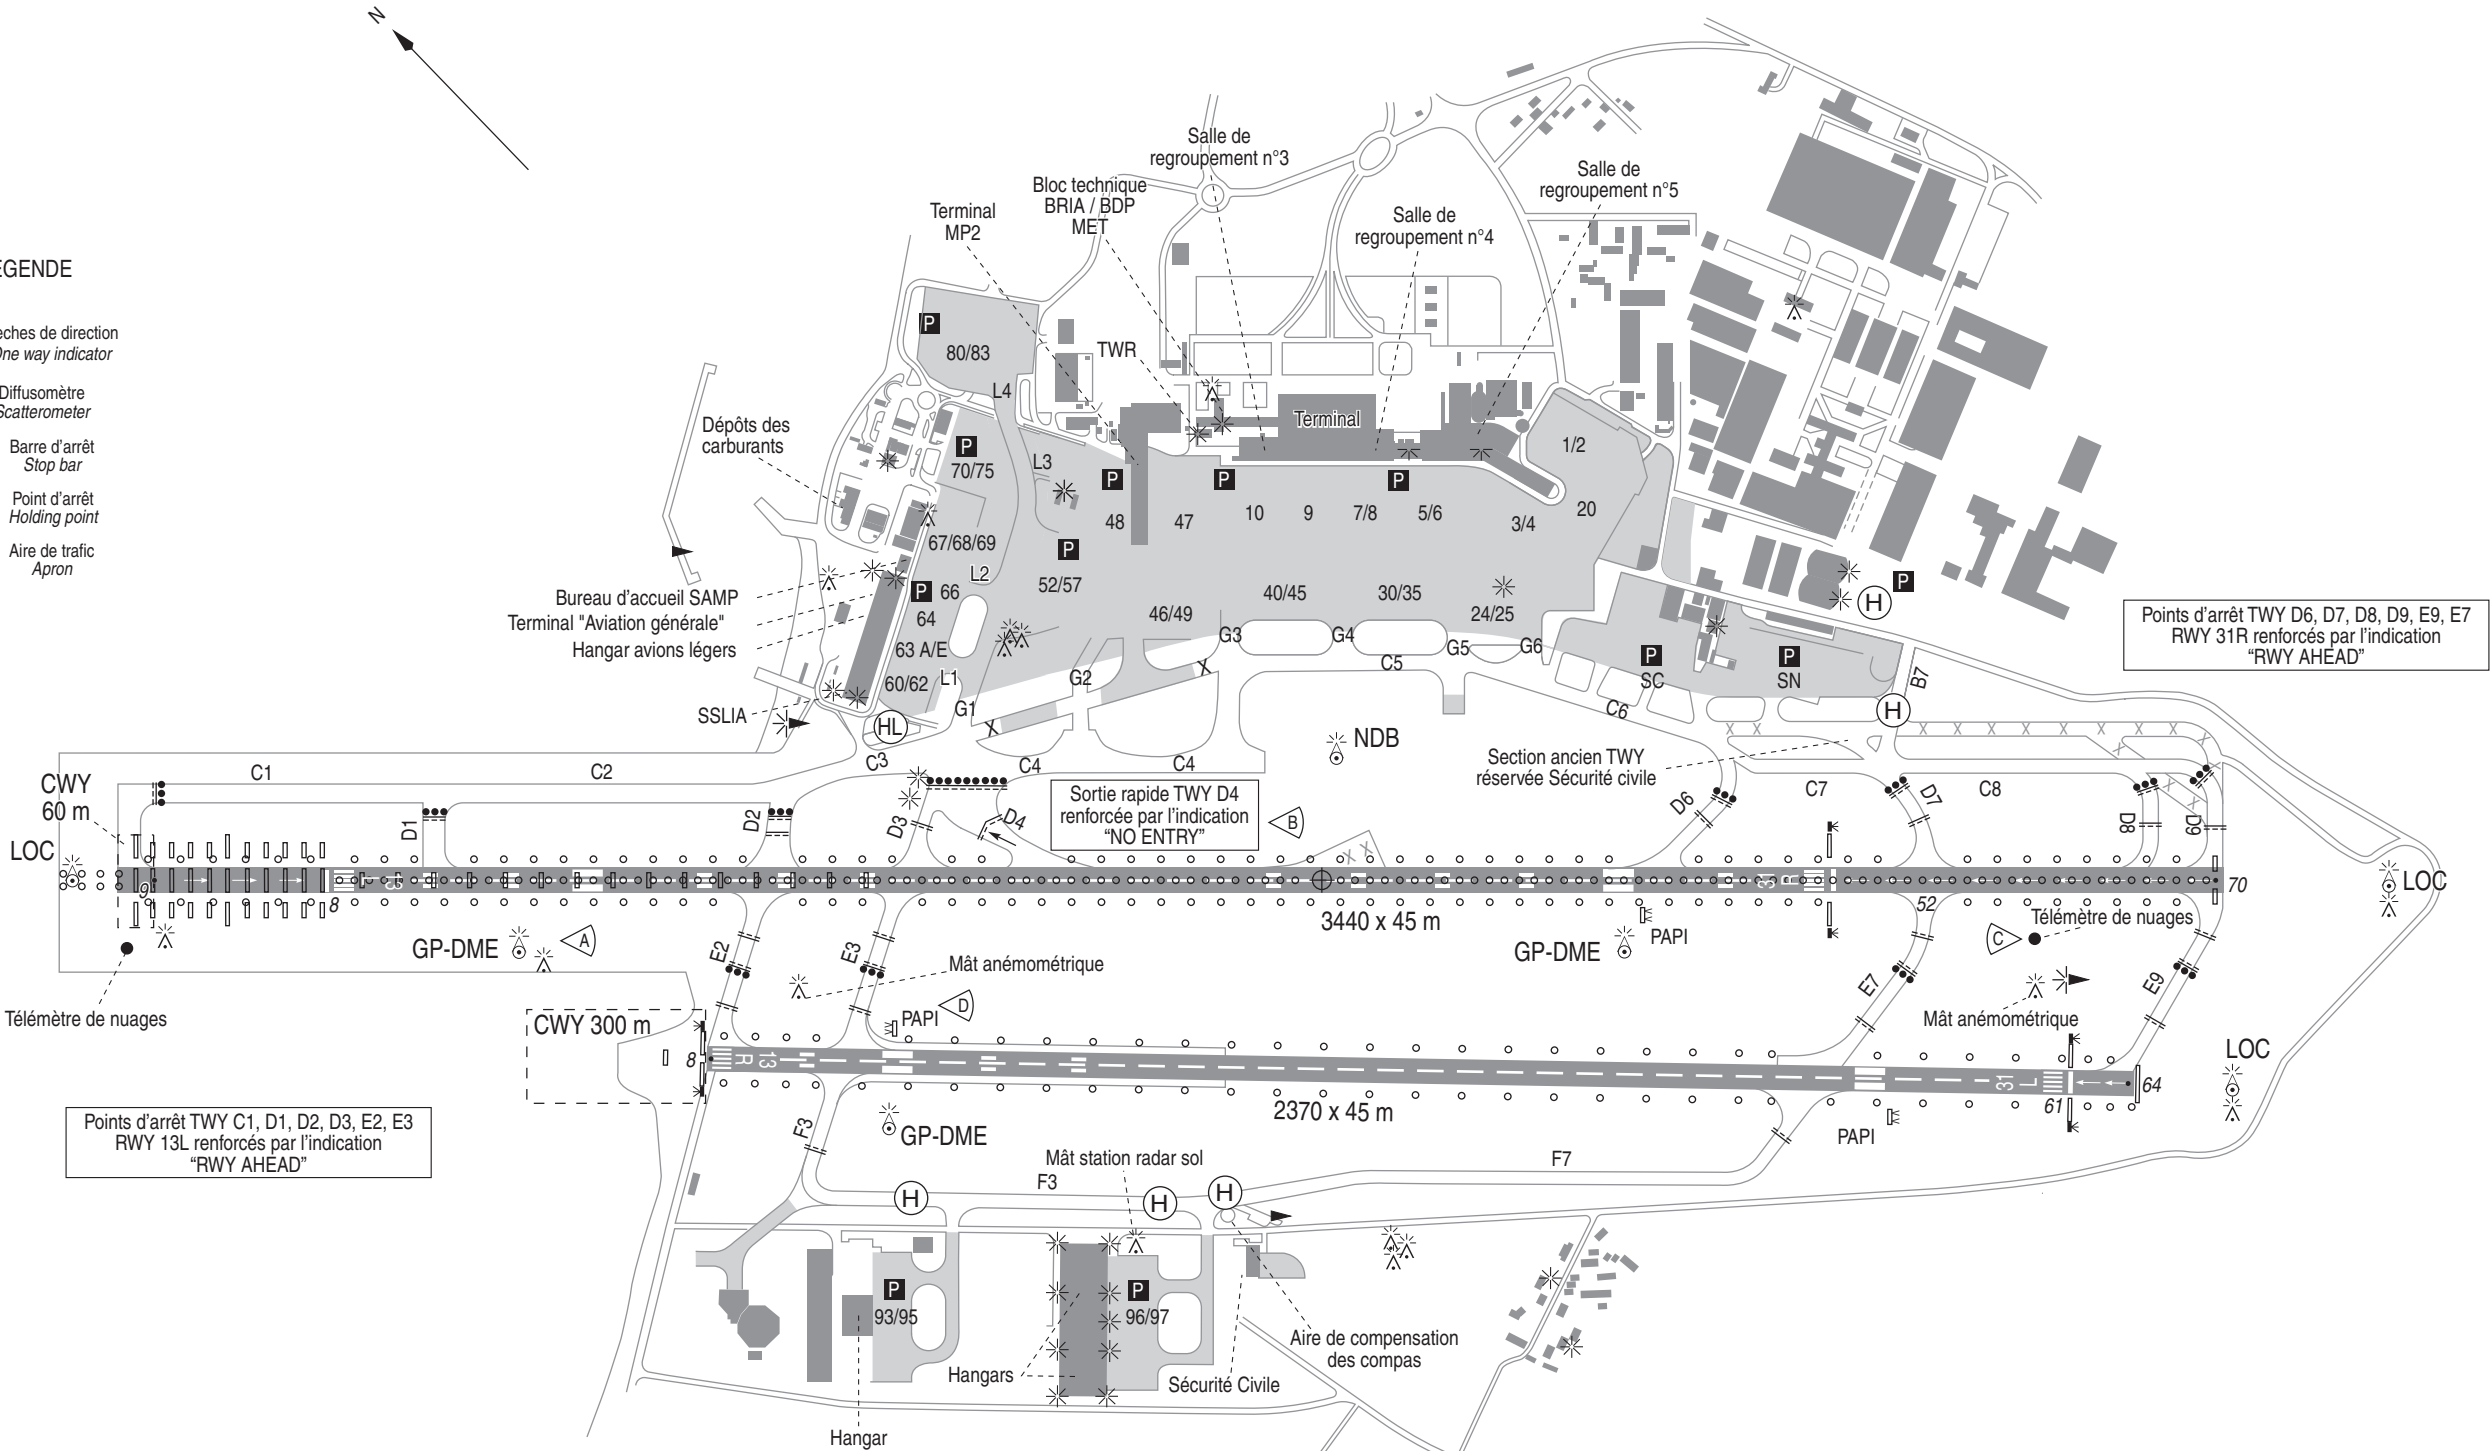 N
EGENDE
eches de direction
One way indicator
Diffusomètre
Scatterometer
Barre d'arrêt
Stop bar
Point d'arrêt
Holding point
Aire de trafic
Apron
Salle de
regroupement n°3
Bloc technique
BRIA / BDP
MET
Terminal
MP2
Salle de
regroupement n°4
Salle de
regroupement n°5
TWR
Terminal
Dépôts des
carburants
P
80/83
L4
P
70/75
L3
P
48
47
P
10
9
7/8
P
5/6
3/4
20
1/2
67/68/69
L2
P
52/57
P
66
64
63 A/E
60/62
L1
G1
G2
46/49
G3
40/45
G4
30/35
C5
G5
24/25
G6
Bureau d'accueil SAMP
Terminal "Aviation générale"
Hangar avions légers
SSLIA
HL
P
SC
P
SN
H
P
B7
H
C6
Points d'arrêt TWY D6, D7, D8, D9, E9, E7
RWY 31R renforcés par l'indication
“RWY AHEAD”
NDB
Section ancien TWY
réservée Sécurité civile
CWY
60 m
C1
C2
C3
C4
C4
C7
C8
LOC
D1
D2
D3
D4
Sortie rapide TWY D4
renforcée par l'indication
“NO ENTRY”
B
D6
D7
D8
D9
9
8
13
L
31
R
52
70
LOC
3440 x 45 m
GP-DME
A
GP-DME
PAPI
C
Télémètre de nuages
Télémètre de nuages
E2
E3
Mât anémométrique
D
PAPI
E7
E9
Mât anémométrique
LOC
CWY 300 m
8
R
13
31
L
61
64
2370 x 45 m
PAPI
GP-DME
Points d'arrêt TWY C1, D1, D2, D3, E2, E3
RWY 13L renforcés par l'indication
“RWY AHEAD”
F3
Mât station radar sol
F3
F7
H
H
H
P
93/95
P
96/97
Hangars
Sécurité Civile
Aire de compensation
des compas
Hangar